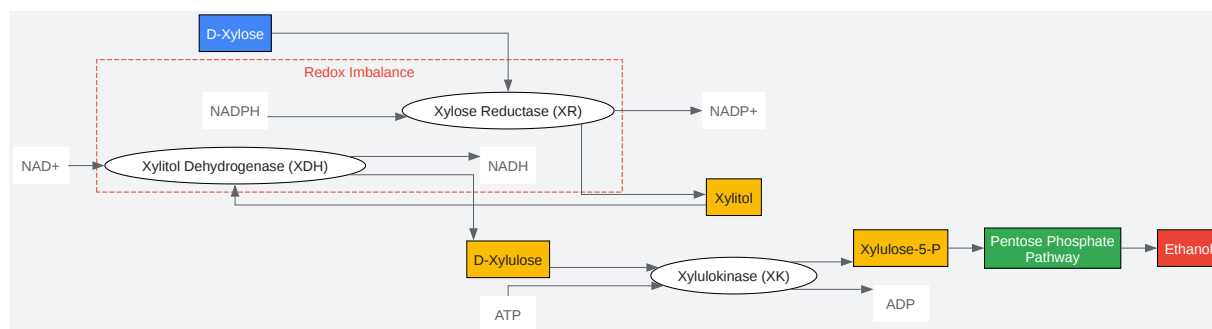 D-Xylose
Redox Imbalance
NADPH
Xylose Reductase (XR)
NADP+
NAD+
Xylitol Dehydrogenase (XDH)
NADH
Xylitol
D-Xylulose
Xylulose-5-P
Pentose Phosphate
Pathway
Ethanol
Xylulokinase (XK)
ATP
ADP